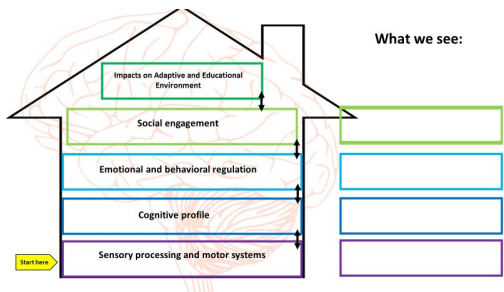 What we see:
Impacts on Adaptive and Educational
Environment
Social engagement
Emotional and behavioral regulation
Cognitive profile
Sensory processing and motor systems
Start here